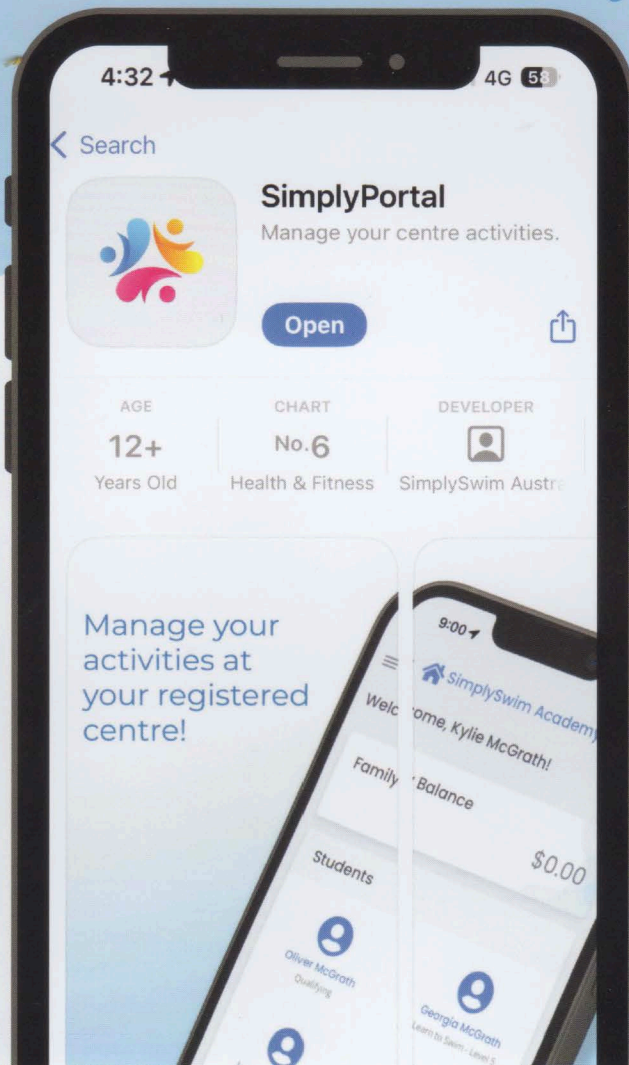 4:32
4G 58
Search
SimplyPortal
Manage your centre activities.
Open
AGE
12+
Years Old
CHART
No.6
Health & Fitness
DEVELOPER
SimplySwim Austra
Manage your
activities at
your registered
centre!
9:00
SimplySwim Academy
Welcome, Kylie McGrath!
Family Balance
$0.00
Students
Oliver McGrath
Qualifying
Georgia McGrath
Learn to Swim - Level 5